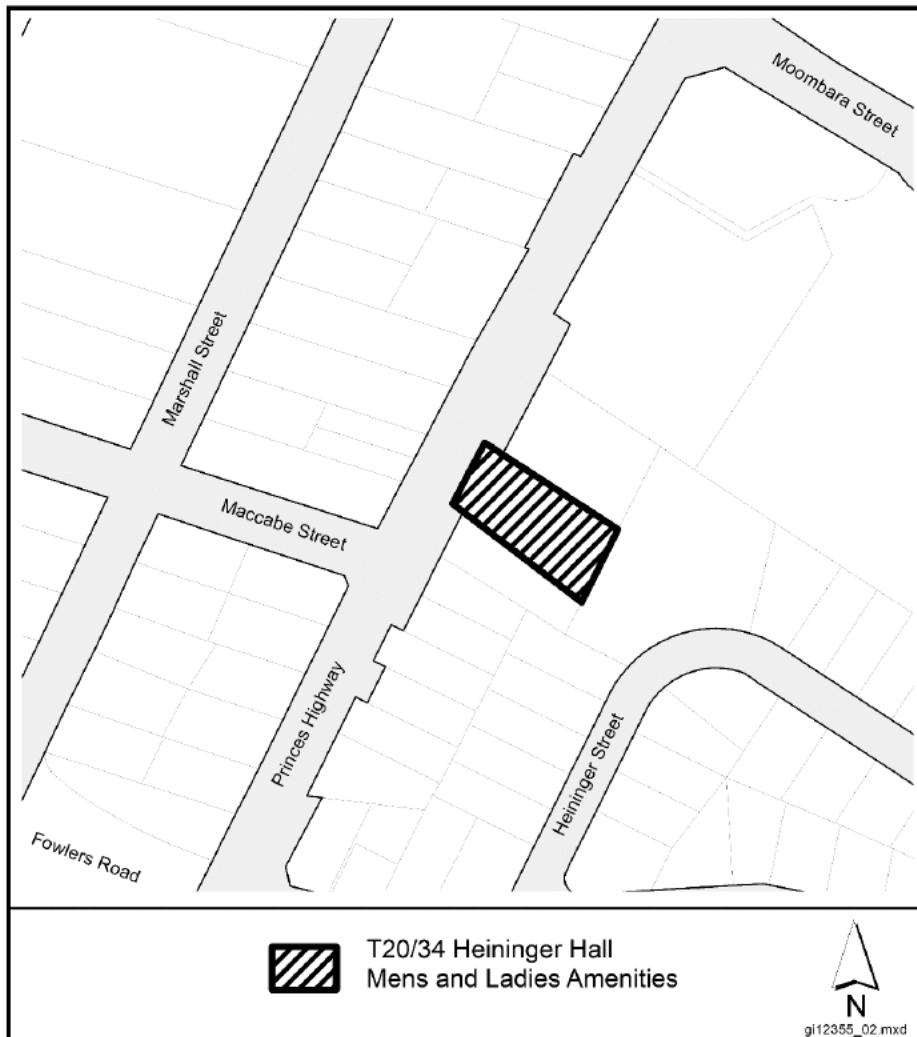 Moombara Street
Marshall Street
Maccabe Street
Princes Highway
Heininger Street
Fowlers Road
T20/34 Heininger Hall
Mens and Ladies Amenities
N
gi12355_02.mxd